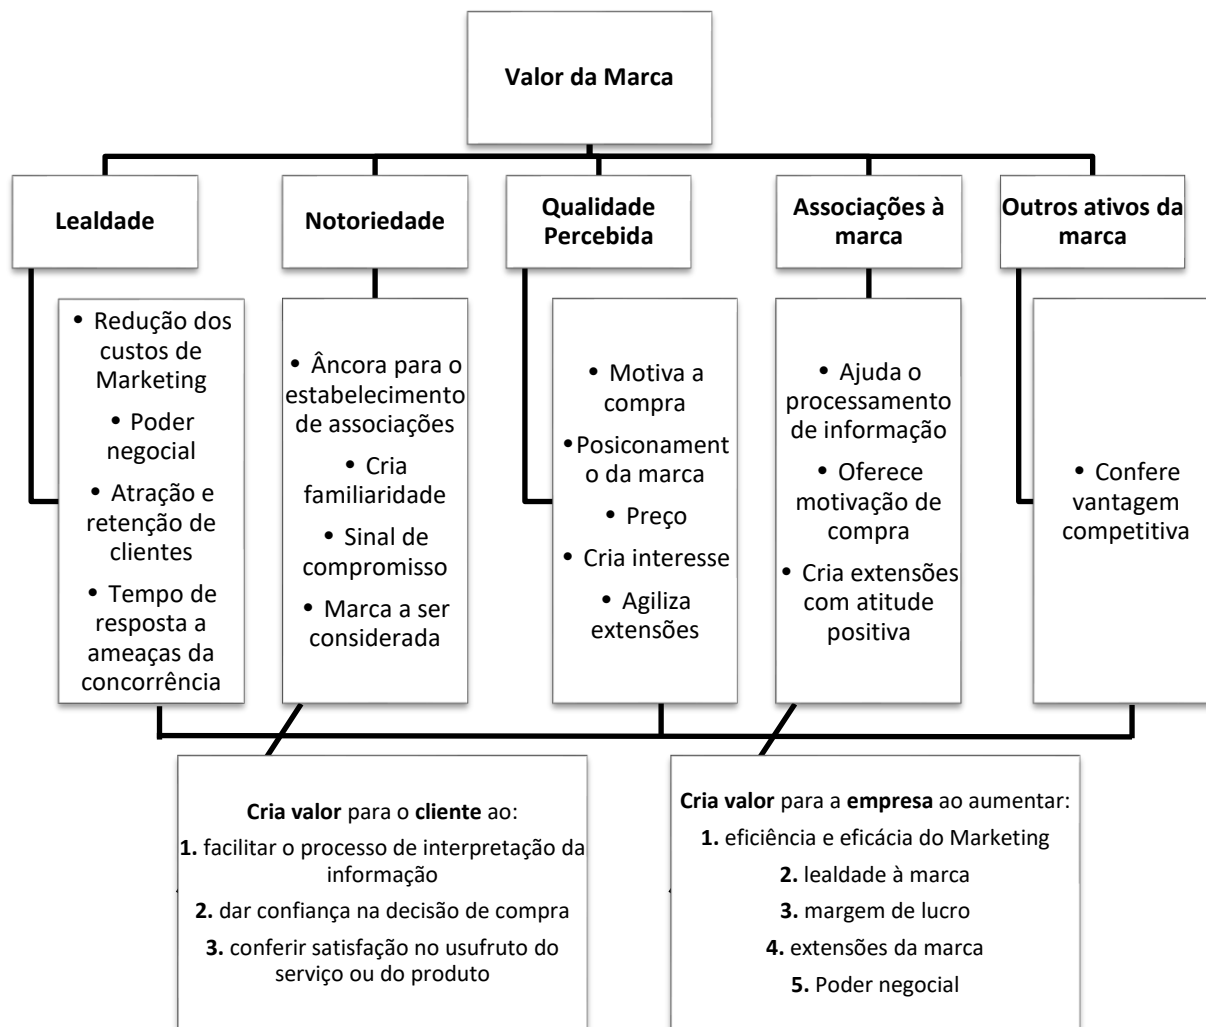 Valor da Marca
Lealdade
Notoriedade
Qualidade
Percebida
Associações à
marca
Outros ativos da
marca
• Redução dos
custos de
Marketing
• Poder
negocial
• Atração e
retenção de
clientes
• Tempo de
resposta a
ameaças da
concorrência
• Âncora para o
estabelecimento
de associações
• Cria
familiaridade
• Sinal de
compromisso
• Marca a ser
considerada
• Motiva a
compra
•Posiconament
o da marca
• Preço
• Cria interesse
• Agiliza
extensões
• Ajuda o
processamento
de informação
• Oferece
motivação de
compra
• Cria extensões
com atitude
positiva
• Confere
vantagem
competitiva
Cria valor para o cliente ao:
1. facilitar o processo de interpretação da
informação
2. dar confiança na decisão de compra
3. conferir satisfação no usufruto do
serviço ou do produto
Cria valor para a empresa ao aumentar:
1. eficiência e eficácia do Marketing
2. lealdade à marca
3. margem de lucro
4. extensões da marca
5. Poder negocial